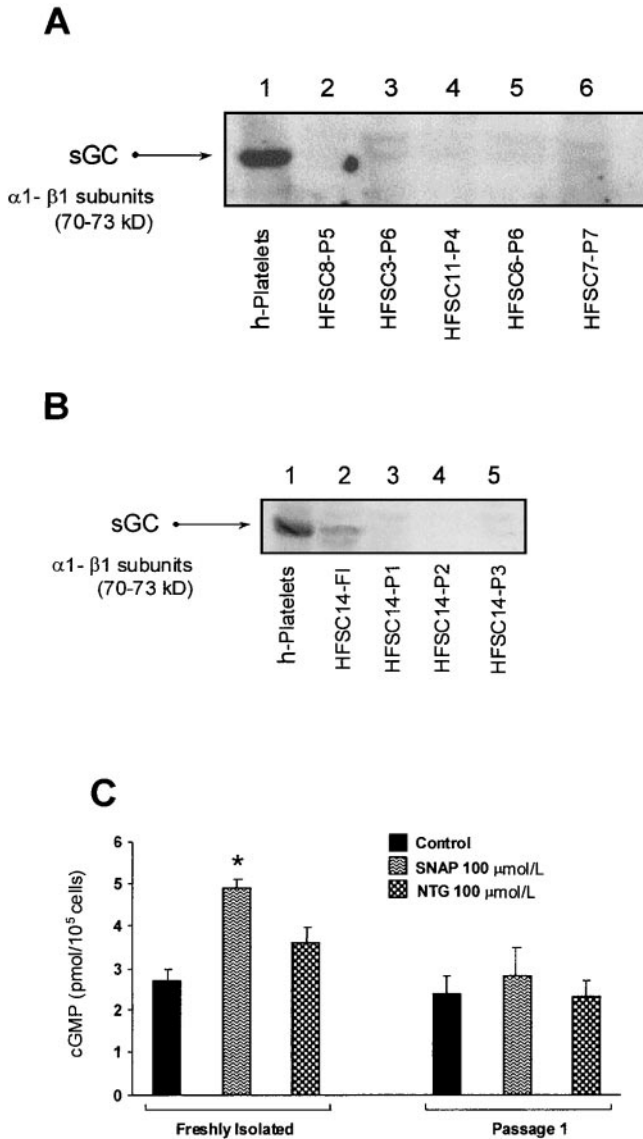 A
1 2 3 4 5 6
sGC
α1- β1 subunits
(70-73 kD)
h-Platelets
HFSC8-P5
HFSC3-P6
HFSC11-P4
HFSC6-P6
HFSC7-P7
B
1 2 3 4 5
sGC
α1- β1 subunits
(70-73 kD)
h-Platelets
HFSC14-FI
HFSC14-P1
HFSC14-P2
HFSC14-P3
C
cGMP (pmol/10⁵ cells)
6
5
4
3
2
1
0
*
Control
SNAP 100 μmol/L
NTG 100 μmol/L
Freshly Isolated
Passage 1